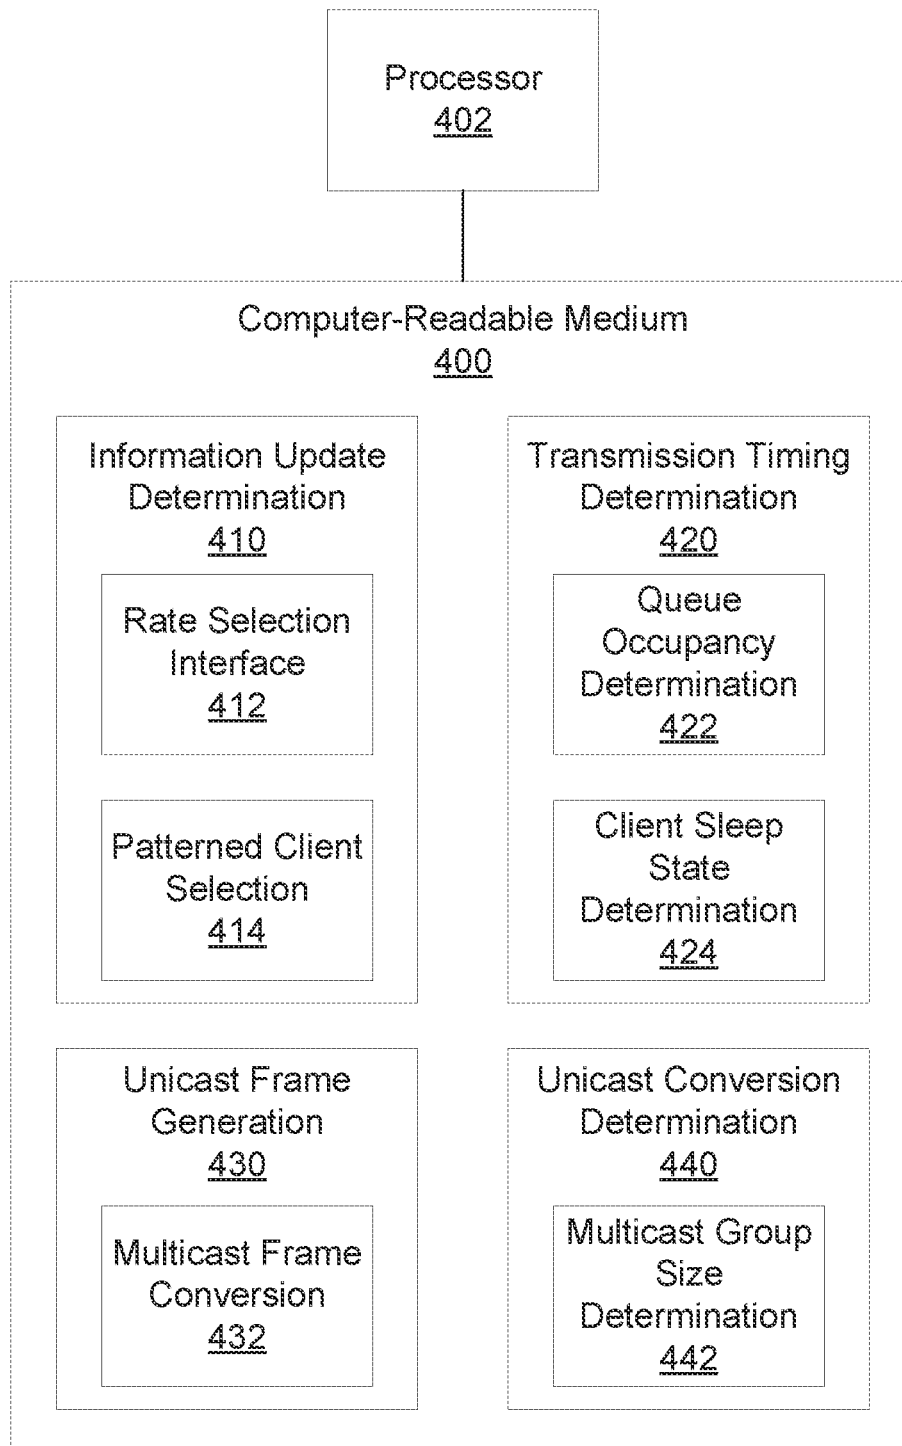 Processor
402
Computer-Readable Medium
400
Information Update
Determination
410
Rate Selection
Interface
412
Patterned Client
Selection
414
Transmission Timing
Determination
420
Queue
Occupancy
Determination
422
Client Sleep
State
Determination
424
Unicast Frame
Generation
430
Multicast Frame
Conversion
432
Unicast Conversion
Determination
440
Multicast Group
Size
Determination
442